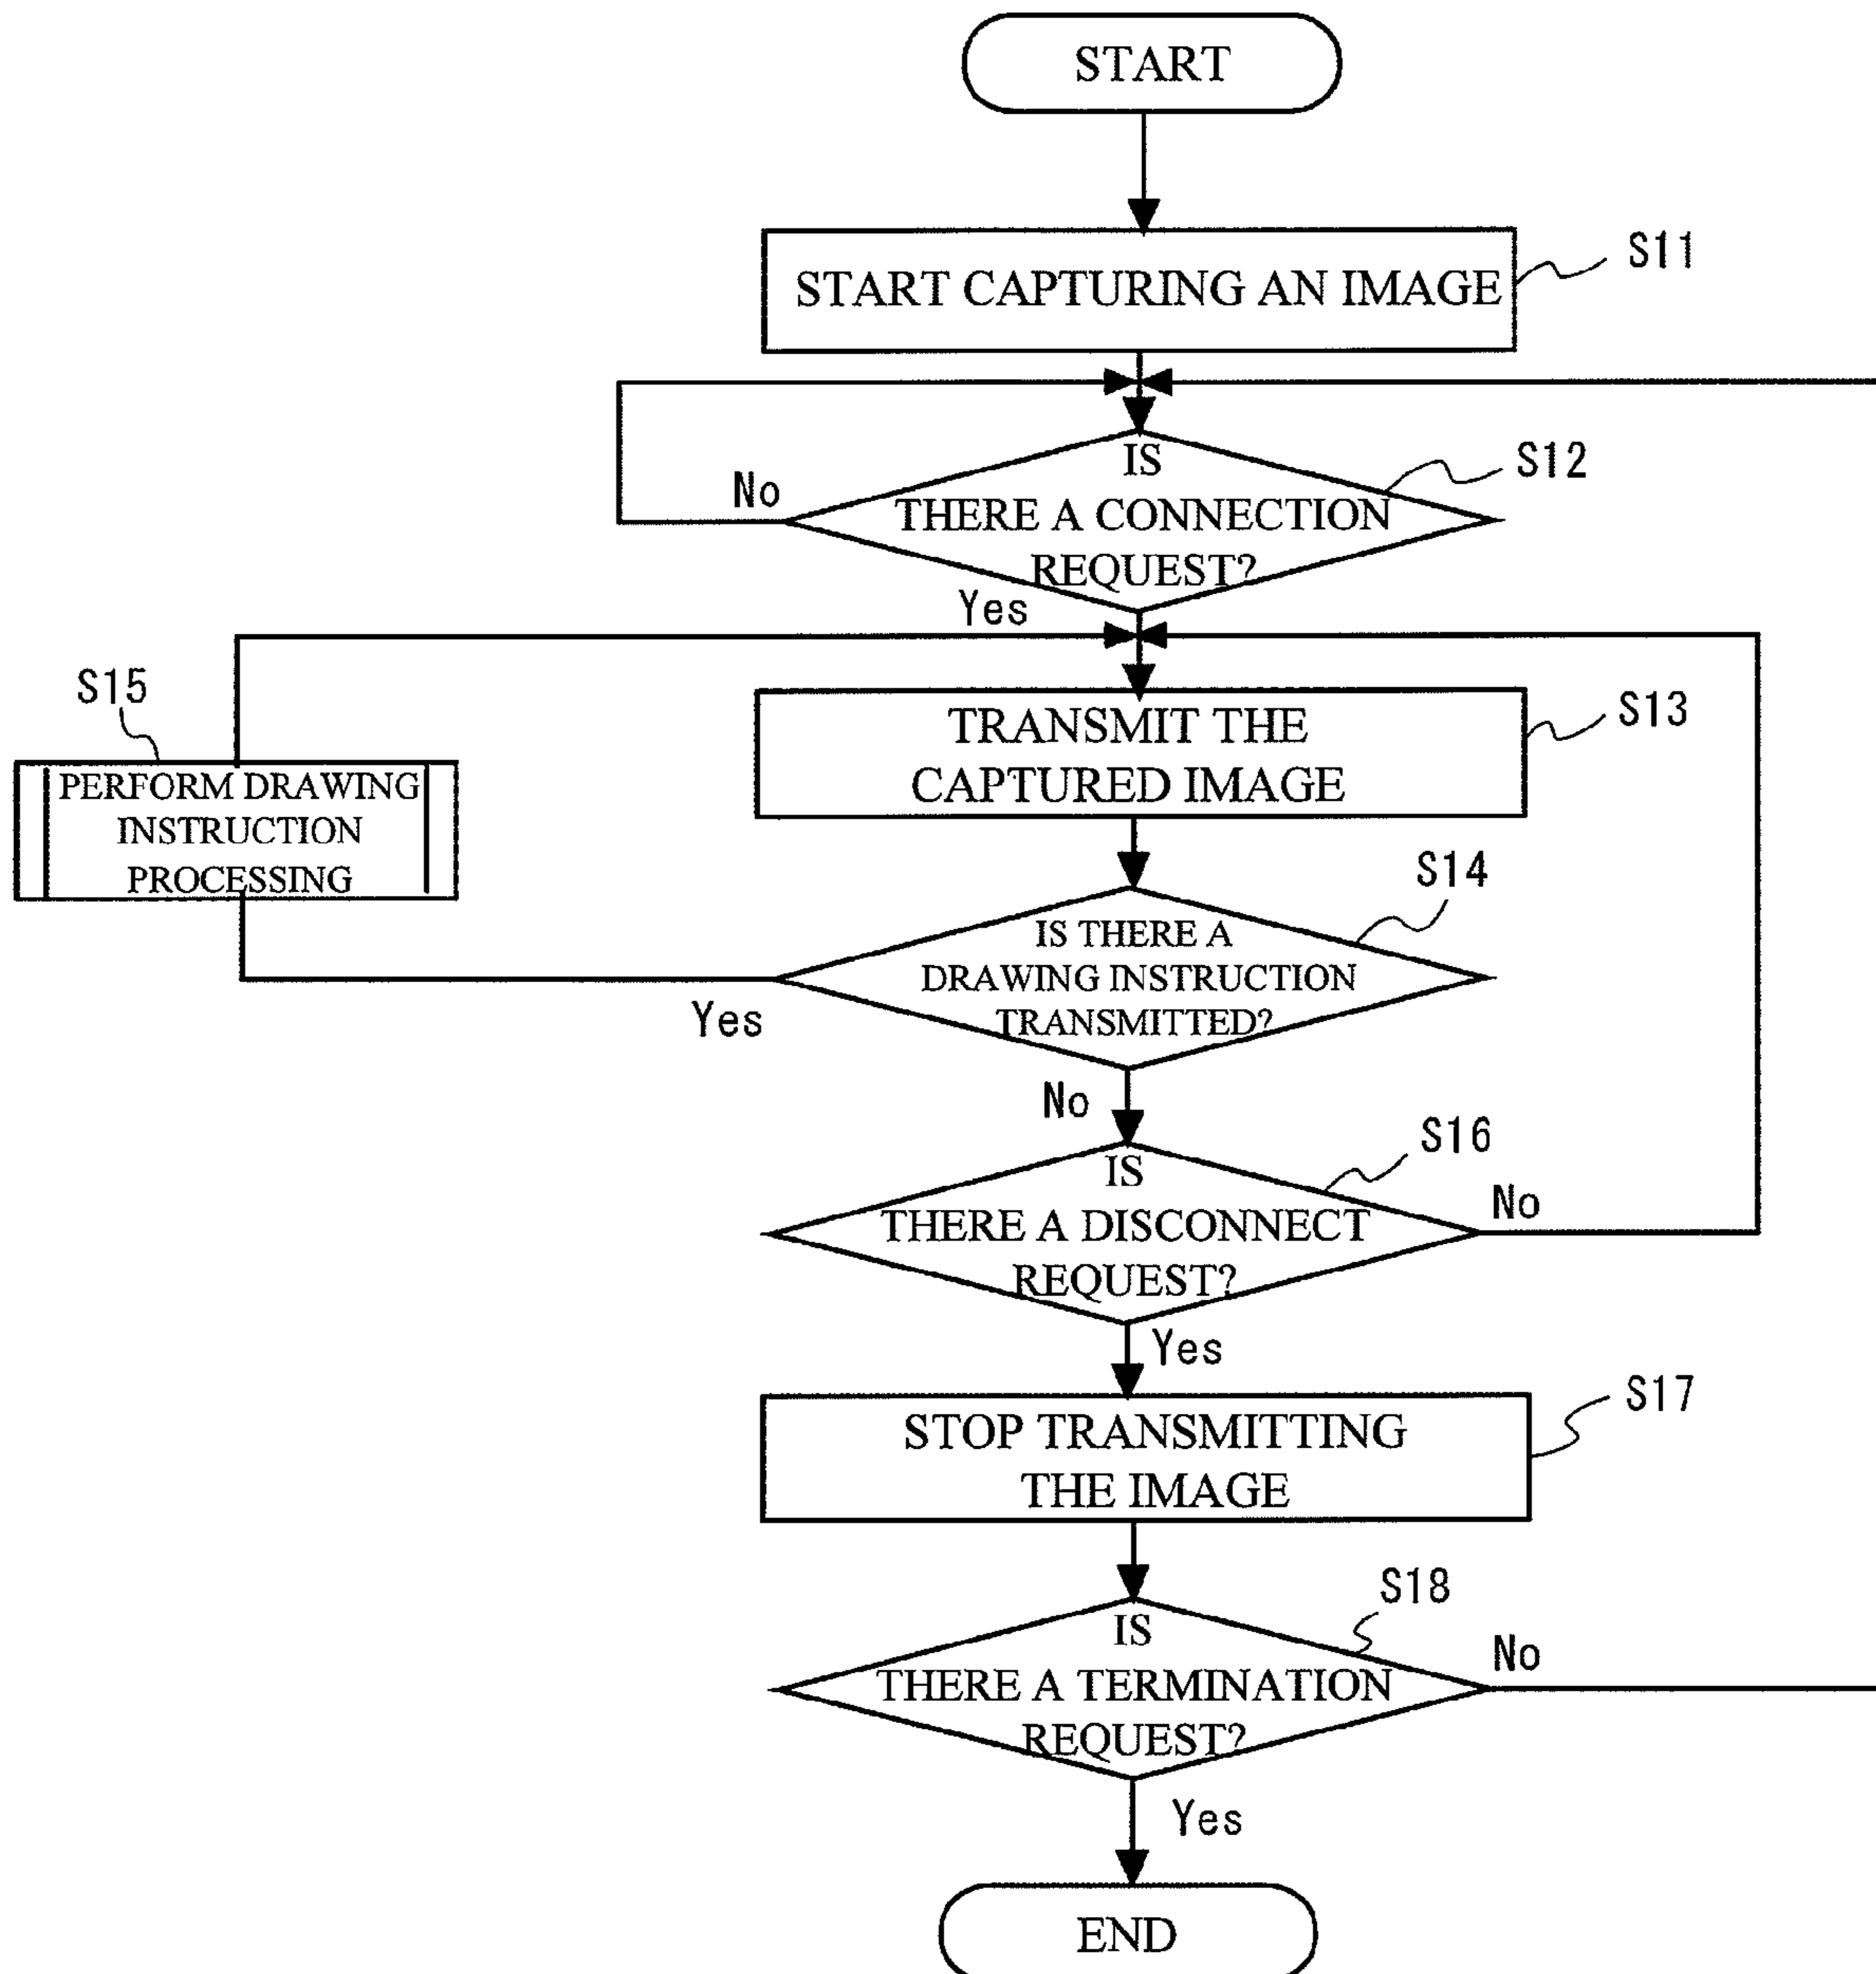 START
START CAPTURING AN IMAGE
S11
IS
THERE A CONNECTION
REQUEST?
S12
No
Yes
TRANSMIT THE
CAPTURED IMAGE
S13
S15
PERFORM DRAWING
INSTRUCTION
PROCESSING
S14
IS THERE A
DRAWING INSTRUCTION
TRANSMITTED?
Yes
No
S16
IS
THERE A DISCONNECT
REQUEST?
No
Yes
STOP TRANSMITTING
THE IMAGE
S17
S18
IS
THERE A TERMINATION
REQUEST?
No
Yes
END